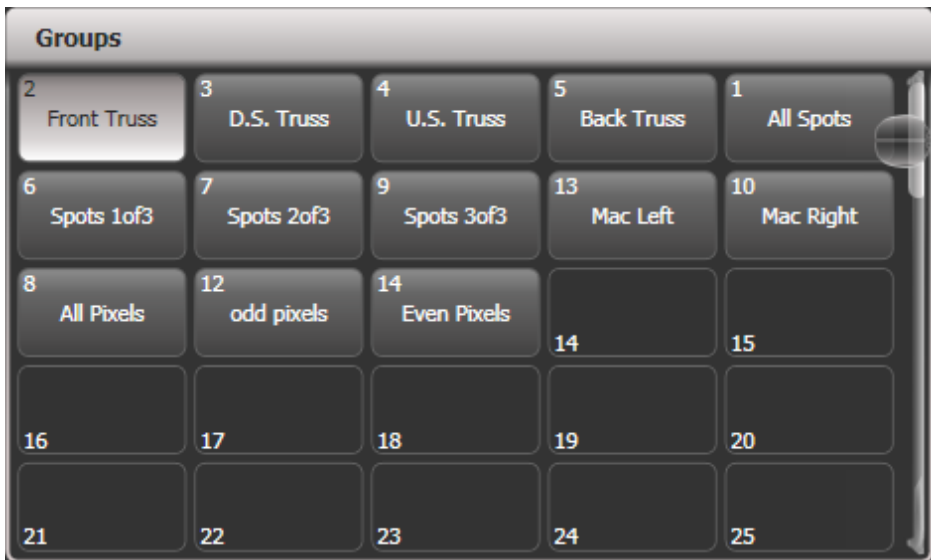 Groups
2 3 4 5 1
Front Truss D.S. Truss U.S. Truss Back Truss All Spots
6 7 9 13 10
Spots 1of3 Spots 2of3 Spots 3of3 Mac Left Mac Right
8 12 14
All Pixels odd pixels Even Pixels
14 15
16 17 18 19 20
21 22 23 24 25